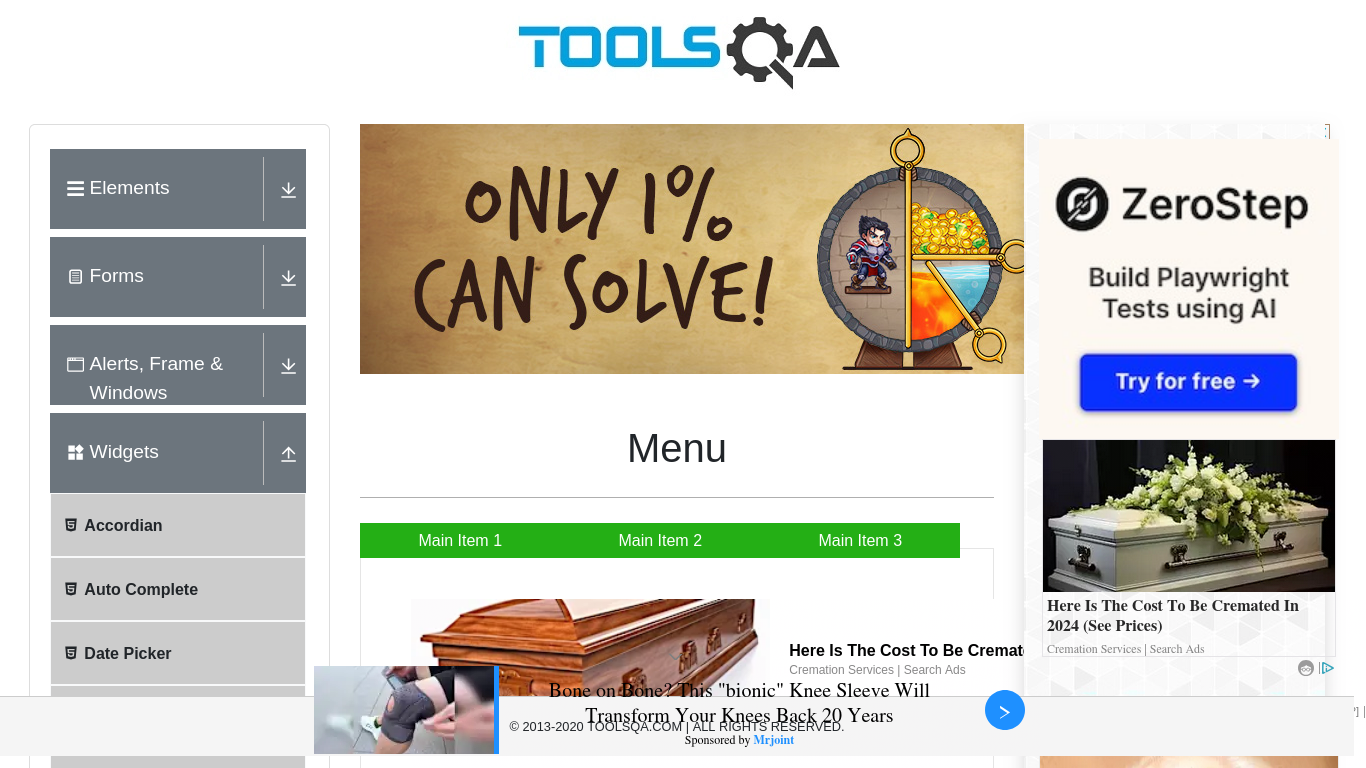 TOOLSQA
Elements
Forms
Alerts, Frame &
Windows
Widgets
Accordian
Auto Complete
Date Picker
ONLY 1%
CAN SOLVE!
Menu
Main Item 1
Main Item 2
Main Item 3
Here Is The Cost To Be Cremate
Cremation Services | Search Ads
Bone on Bone? This "bionic" Knee Sleeve Will
Transform Your Knees Back 20 Years
© 2013-2020 TOOLSQA.COM | ALL RIGHTS RESERVED.
Sponsored by Mrjoint
ZeroStep
Build Playwright
Tests using AI
Try for free →
Here Is The Cost To Be Cremated In
2024 (See Prices)
Cremation Services | Search Ads